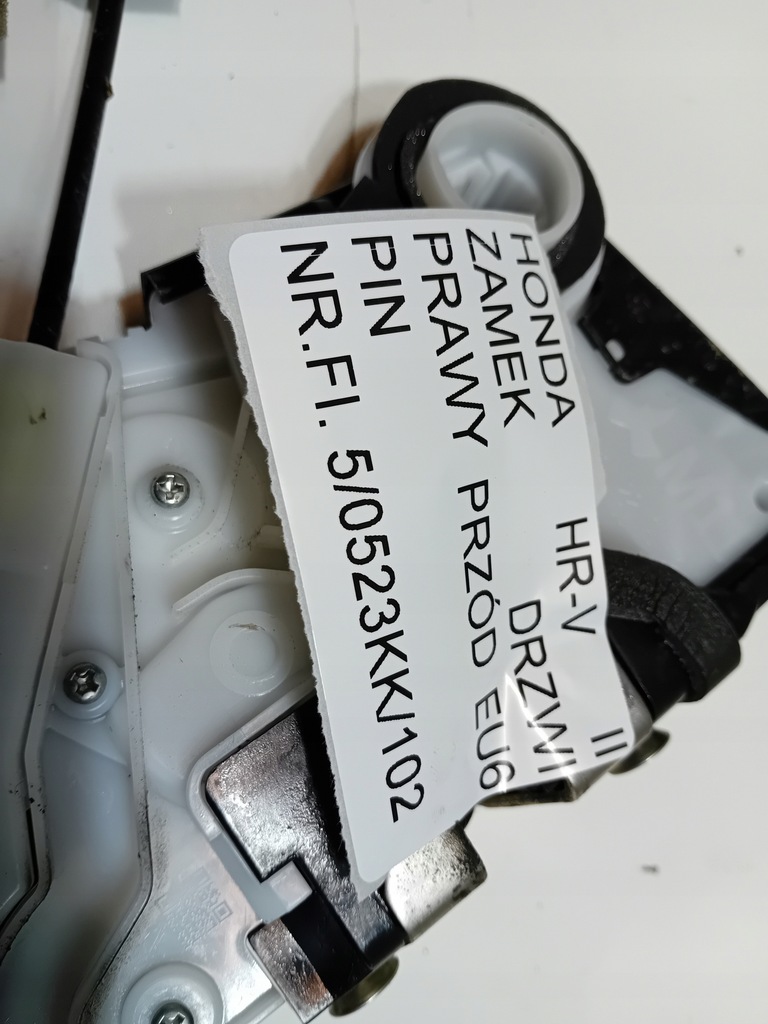 HONDA HR-V II
ZAMEK DRZWI
PRAWY PRZÓD EU6
PIN
NR.FI. 5/0523KK/102